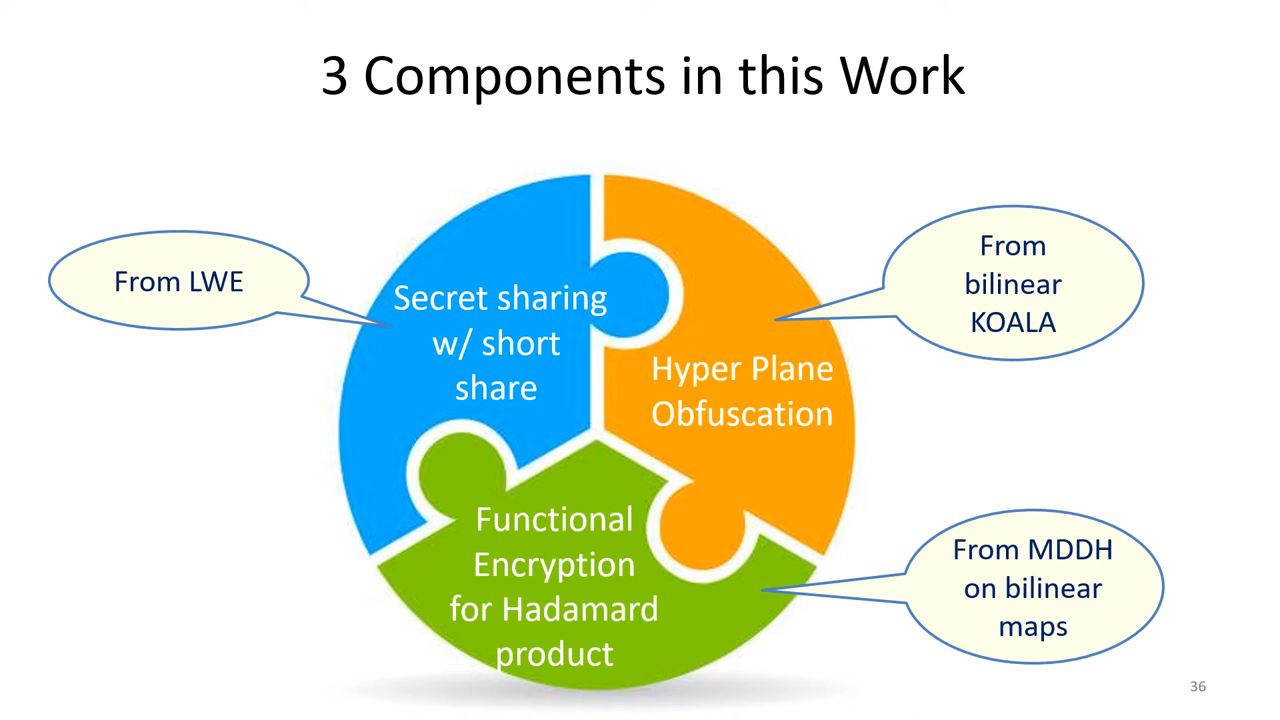 3 Components in this Work
From LWE
Secret sharing
w/ short
share
From
bilinear
KOALA
Hyper Plane
Obfuscation
Functional
Encryption
for Hadamard
product
From MDDH
on bilinear
maps
36